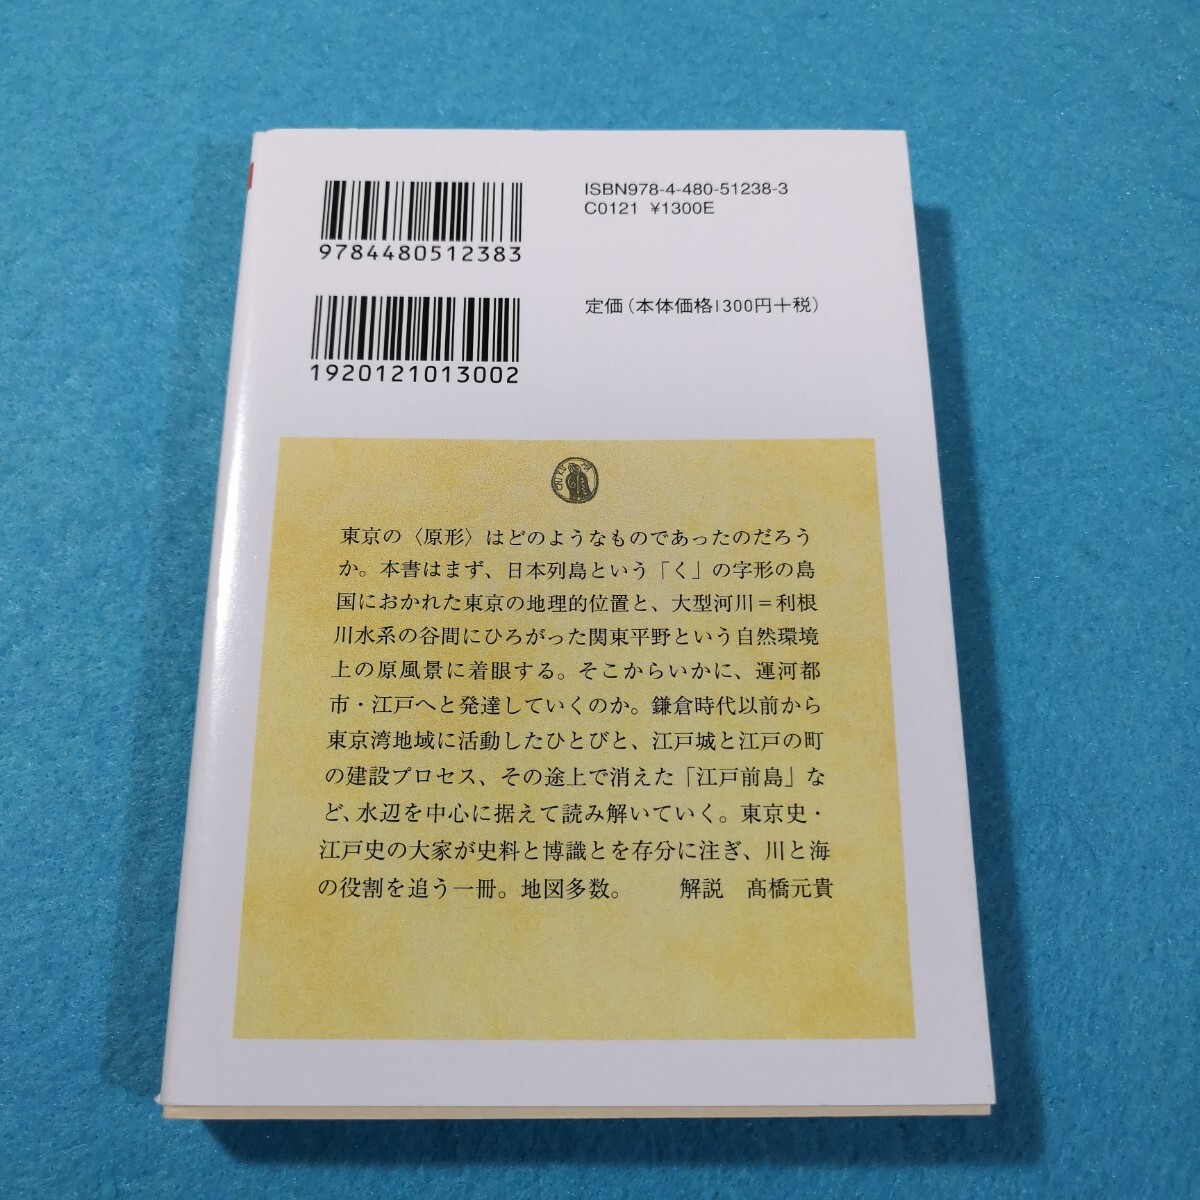 ISBN978-4-480-51238-3
C0121 ¥1300E
9784480512383
定価(本体価格1300円+税)
1920121013002
東京の〈原形〉はどのようなものであったのだろう
か。本書はまず、日本列島という「く」の字形の島
国におかれた東京の地理的位置と、大型河川=利根
川水系の谷間にひろがった関東平野という自然環境
上の原風景に着眼する。そこからいかに、運河都
市・江戸へと発達していくのか。鎌倉時代以前から
東京湾地域に活動したひとびと、江戸城と江戸の町
の建設プロセス、その途上で消えた「江戸前島」な
ど、水辺を中心に据えて読み解いていく。東京史・
江戸史の大家が史料と博識とを存分に注ぎ、川と海
の役割を追う一冊。地図多数。　　解説　髙橋元貴